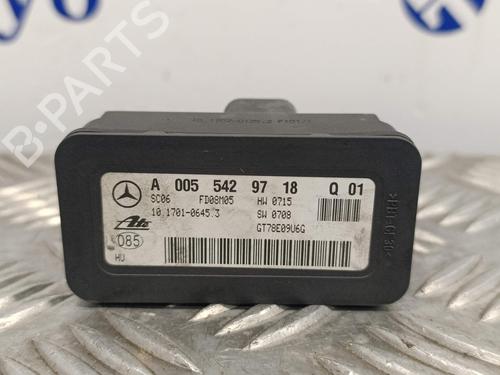 A 005 542 97 18 Q 01
SC06 FD08M05 HW 0715
10.1701-0645.3 SW 0708
Ate GT78E09U6G
085
HU
B-PARTS